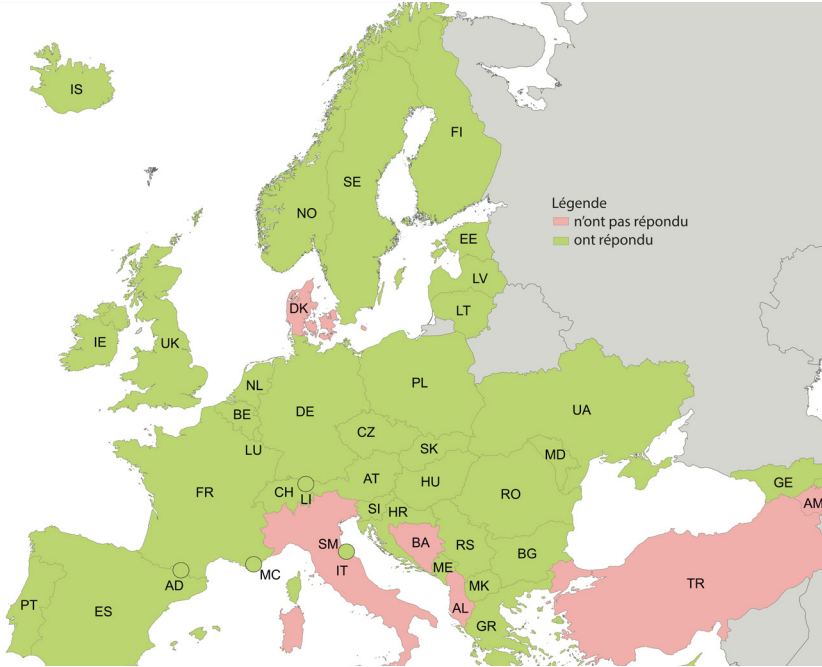 IS
FI
SE
NO
Légende
n'ont pas répondu
ont répondu
EE
LV
DK
LT
IE
UK
NL
PL
BE
DE
UA
CZ
LU
SK
MD
AT
HU
GE
FR
CH
LI
RO
AM
SI
HR
SM
BA
RS
BG
IT
ME
MC
AD
MK
TR
PT
ES
AL
GR